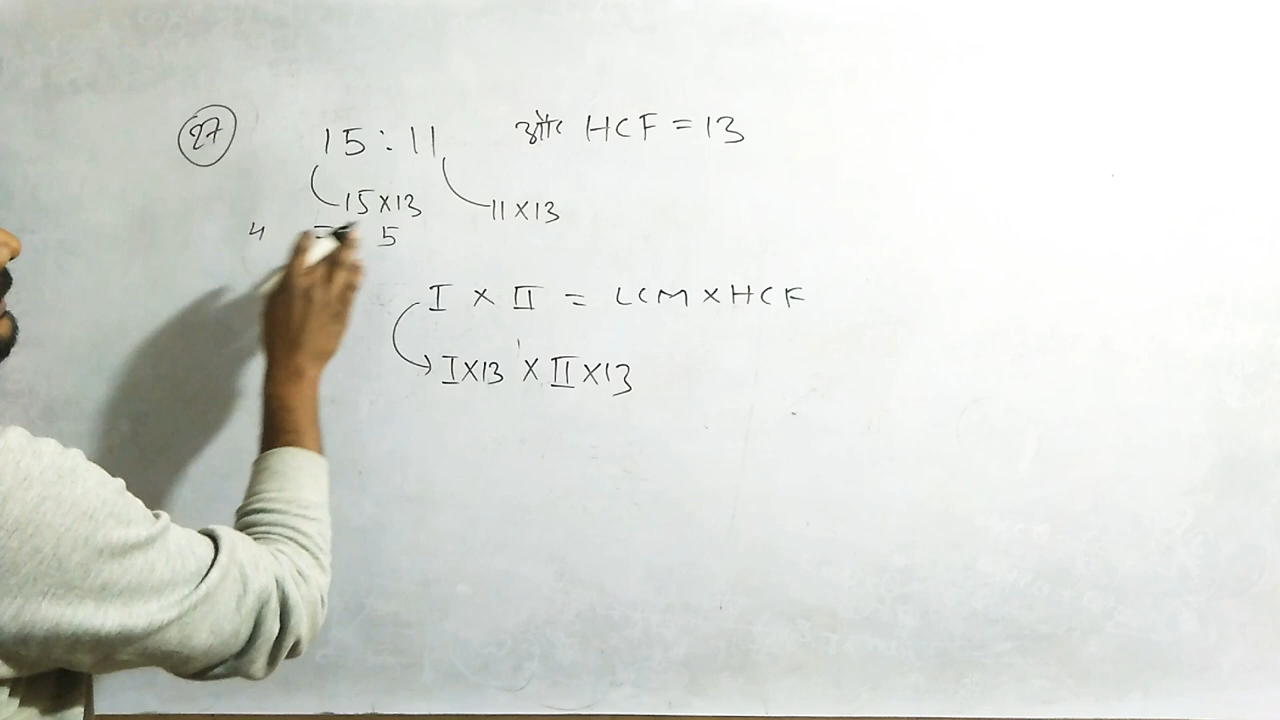 27 15:11 और HCF = 13
15×13 11×13
4 = 5
I × II = LCM × HCF
I×13 × II×13